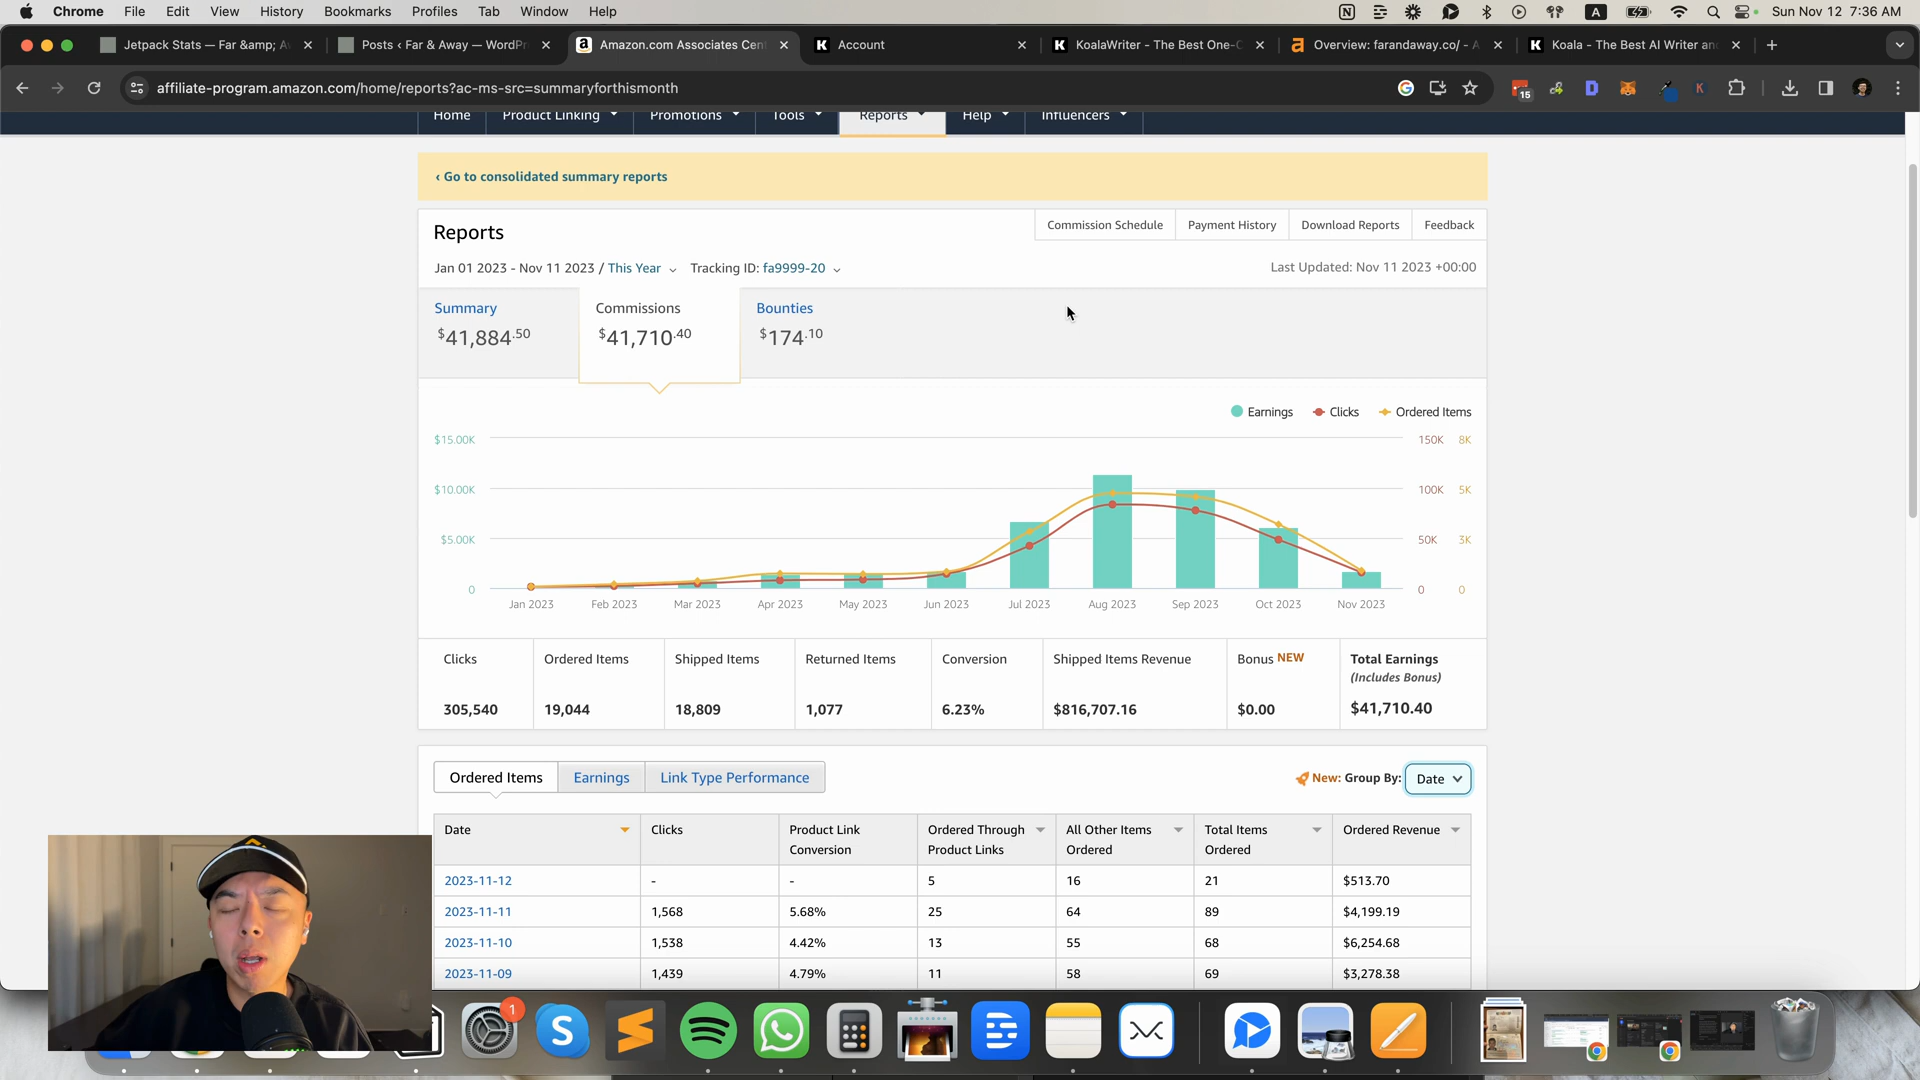 Chrome File Edit View History Bookmarks Profiles Tab Window Help
A Sun Nov 12 7:36 AM
Jetpack Stats — Far &amp; A
Posts ‹ Far & Away — WordPr
Amazon.com Associates Cen
Account
KoalaWriter - The Best One-C
Overview: farandaway.co/ - A
Koala - The Best AI Writer an
affiliate-program.amazon.com/home/reports?ac-ms-src=summaryforthismonth
15
Home Product Linking Promotions Tools Reports Help Influencers
‹ Go to consolidated summary reports
Reports
Commission Schedule Payment History Download Reports Feedback
Jan 01 2023 - Nov 11 2023 / This Year Tracking ID: fa9999-20
Last Updated: Nov 11 2023 +00:00
Summary Commissions Bounties
$41,884.50 $41,710.40 $174.10
Earnings Clicks Ordered Items
$15.00K 150K 8K
$10.00K 100K 5K
$5.00K 50K 3K
0 0 0
Jan 2023 Feb 2023 Mar 2023 Apr 2023 May 2023 Jun 2023 Jul 2023 Aug 2023 Sep 2023 Oct 2023 Nov 2023
Clicks Ordered Items Shipped Items Returned Items Conversion Shipped Items Revenue Bonus NEW Total Earnings
(Includes Bonus)
305,540 19,044 18,809 1,077 6.23% $816,707.16 $0.00 $41,710.40
Ordered Items Earnings Link Type Performance
New: Group By: Date
Date Clicks Product Link Conversion Ordered Through Product Links All Other Items Ordered Total Items Ordered Ordered Revenue
2023-11-12 - - 5 16 21 $513.70
2023-11-11 1,568 5.68% 25 64 89 $4,199.19
2023-11-10 1,538 4.42% 13 55 68 $6,254.68
2023-11-09 1,439 4.79% 11 58 69 $3,278.38
1